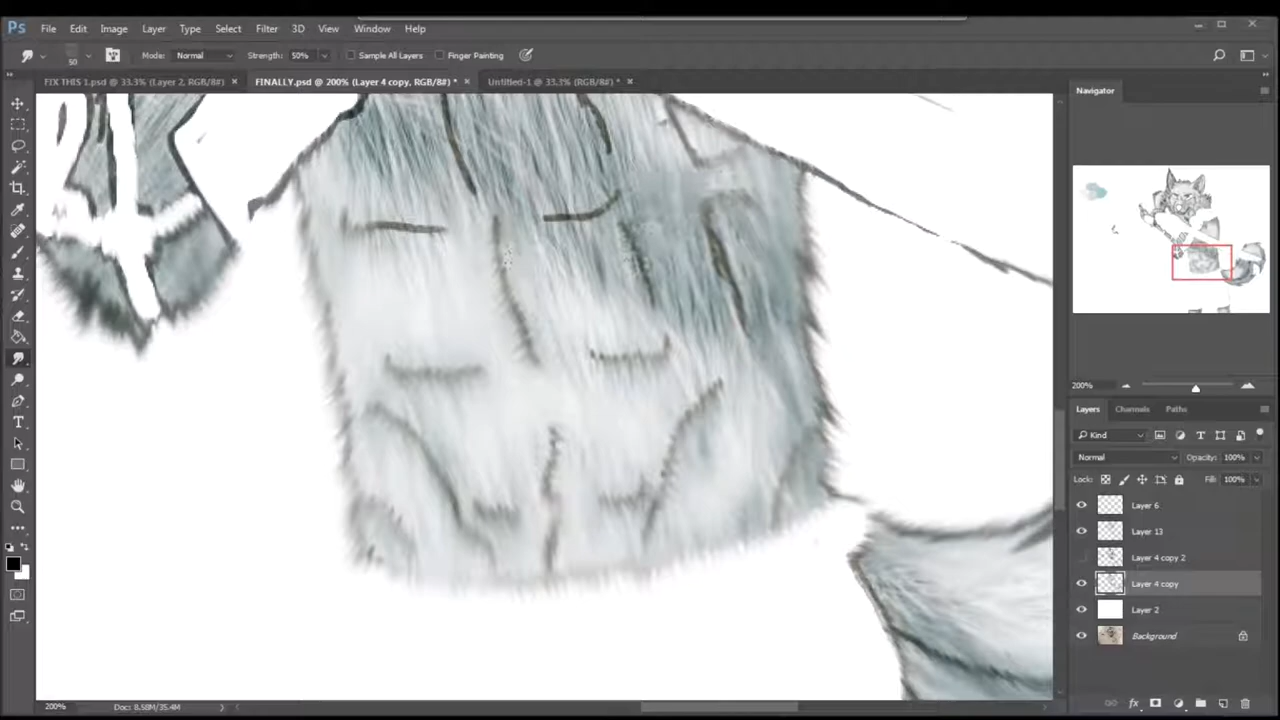 Ps File Edit Image Layer Type Select Filter 3D View Window Help
50 Mode: Normal Strength: 50% Sample All Layers Finger Painting
FIX THIS 1.psd @ 33.3% (Layer 2, RGB/8#) × FINALLY.psd @ 200% (Layer 4 copy, RGB/8#) * × Untitled-1 @ 33.3% (RGB/8#) * ×
Navigator
200%
Layers Channels Paths
Kind
Normal Opacity: 100%
Lock: Fill: 100%
Layer 6
Layer 13
Layer 4 copy 2
Layer 4 copy
Layer 2
Background
200% Doc: 8.58M/35.4M